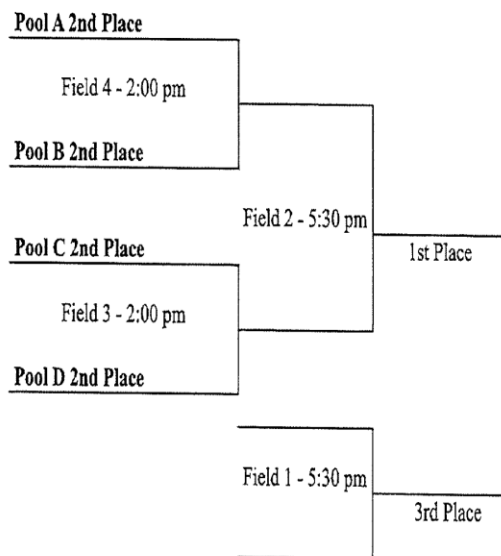 Pool A 2nd Place
Field 4 - 2:00 pm
Pool B 2nd Place
Field 2 - 5:30 pm
1st Place
Pool C 2nd Place
Field 3 - 2:00 pm
Pool D 2nd Place
Field 1 - 5:30 pm
3rd Place